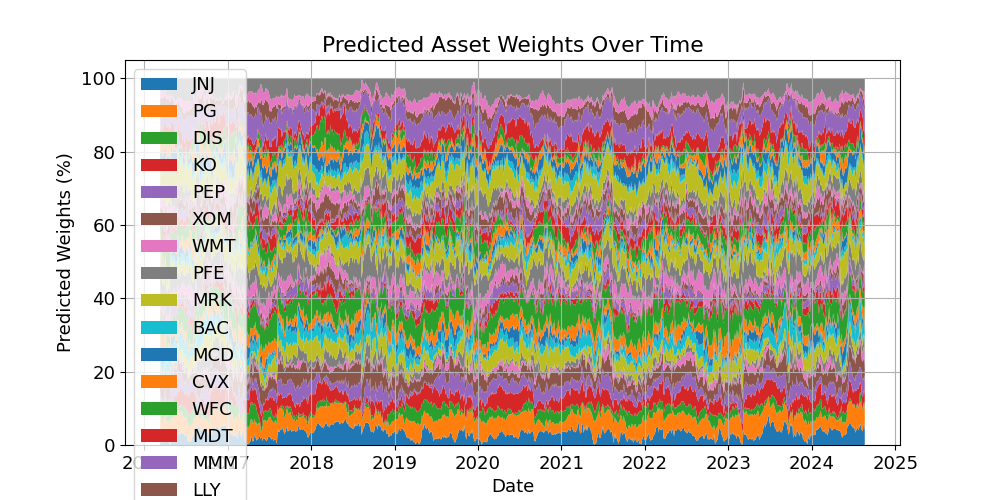 Predicted Asset Weights Over Time
Predicted Weights (%)
100
80
60
40
20
0
JNJ
PG
DIS
KO
PEP
XOM
WMT
PFE
MRK
BAC
MCD
CVX
WFC
MDT
MMM
LLY
2018
2019
2020
2021
2022
2023
2024
2025
Date